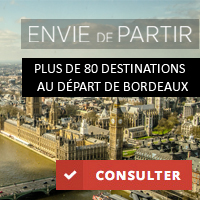 ENVIE DE PARTIR
PLUS DE 80 DESTINATIONS
AU DÉPART DE BORDEAUX
CONSULTER